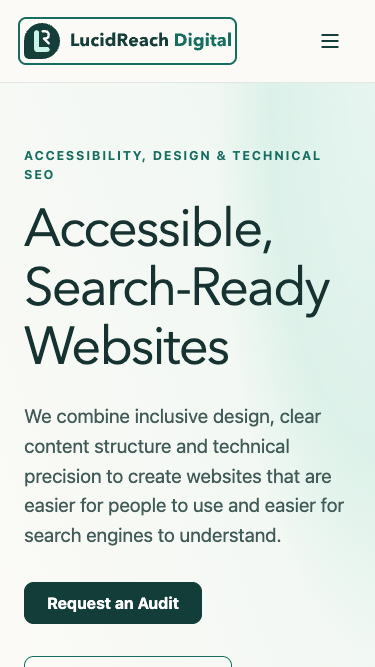 LucidReach Digital
ACCESSIBILITY, DESIGN & TECHNICAL
SEO
Accessible,
Search-Ready
Websites
We combine inclusive design, clear
content structure and technical
precision to create websites that are
easier for people to use and easier for
search engines to understand.
Request an Audit